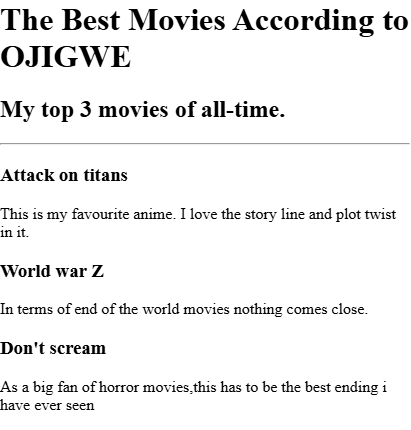 The Best Movies According to
OJIGWE
My top 3 movies of all-time.
Attack on titans
This is my favourite anime. I love the story line and plot twist
in it.
World war Z
In terms of end of the world movies nothing comes close.
Don't scream
As a big fan of horror movies,this has to be the best ending i
have ever seen